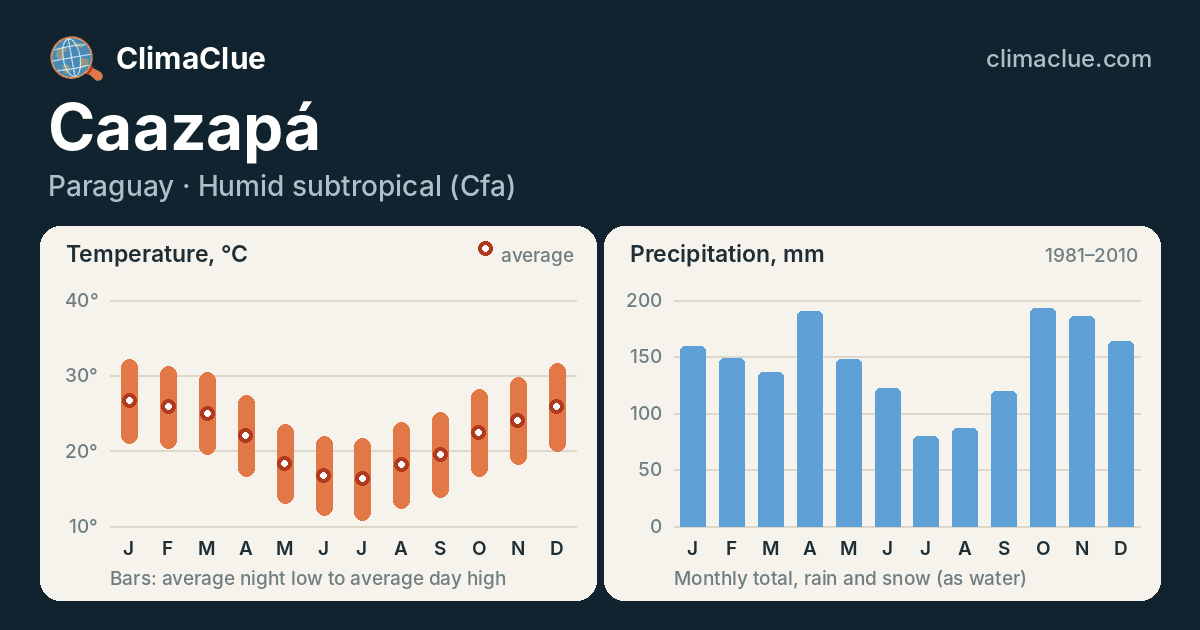 ClimaClue
climaclue.com
Caazapá
Paraguay · Humid subtropical (Cfa)
Temperature, °C
average
40°
30°
20°
10°
J F M A M J J A S O N D
Bars: average night low to average day high
Precipitation, mm
1981–2010
200
150
100
50
0
J F M A M J J A S O N D
Monthly total, rain and snow (as water)